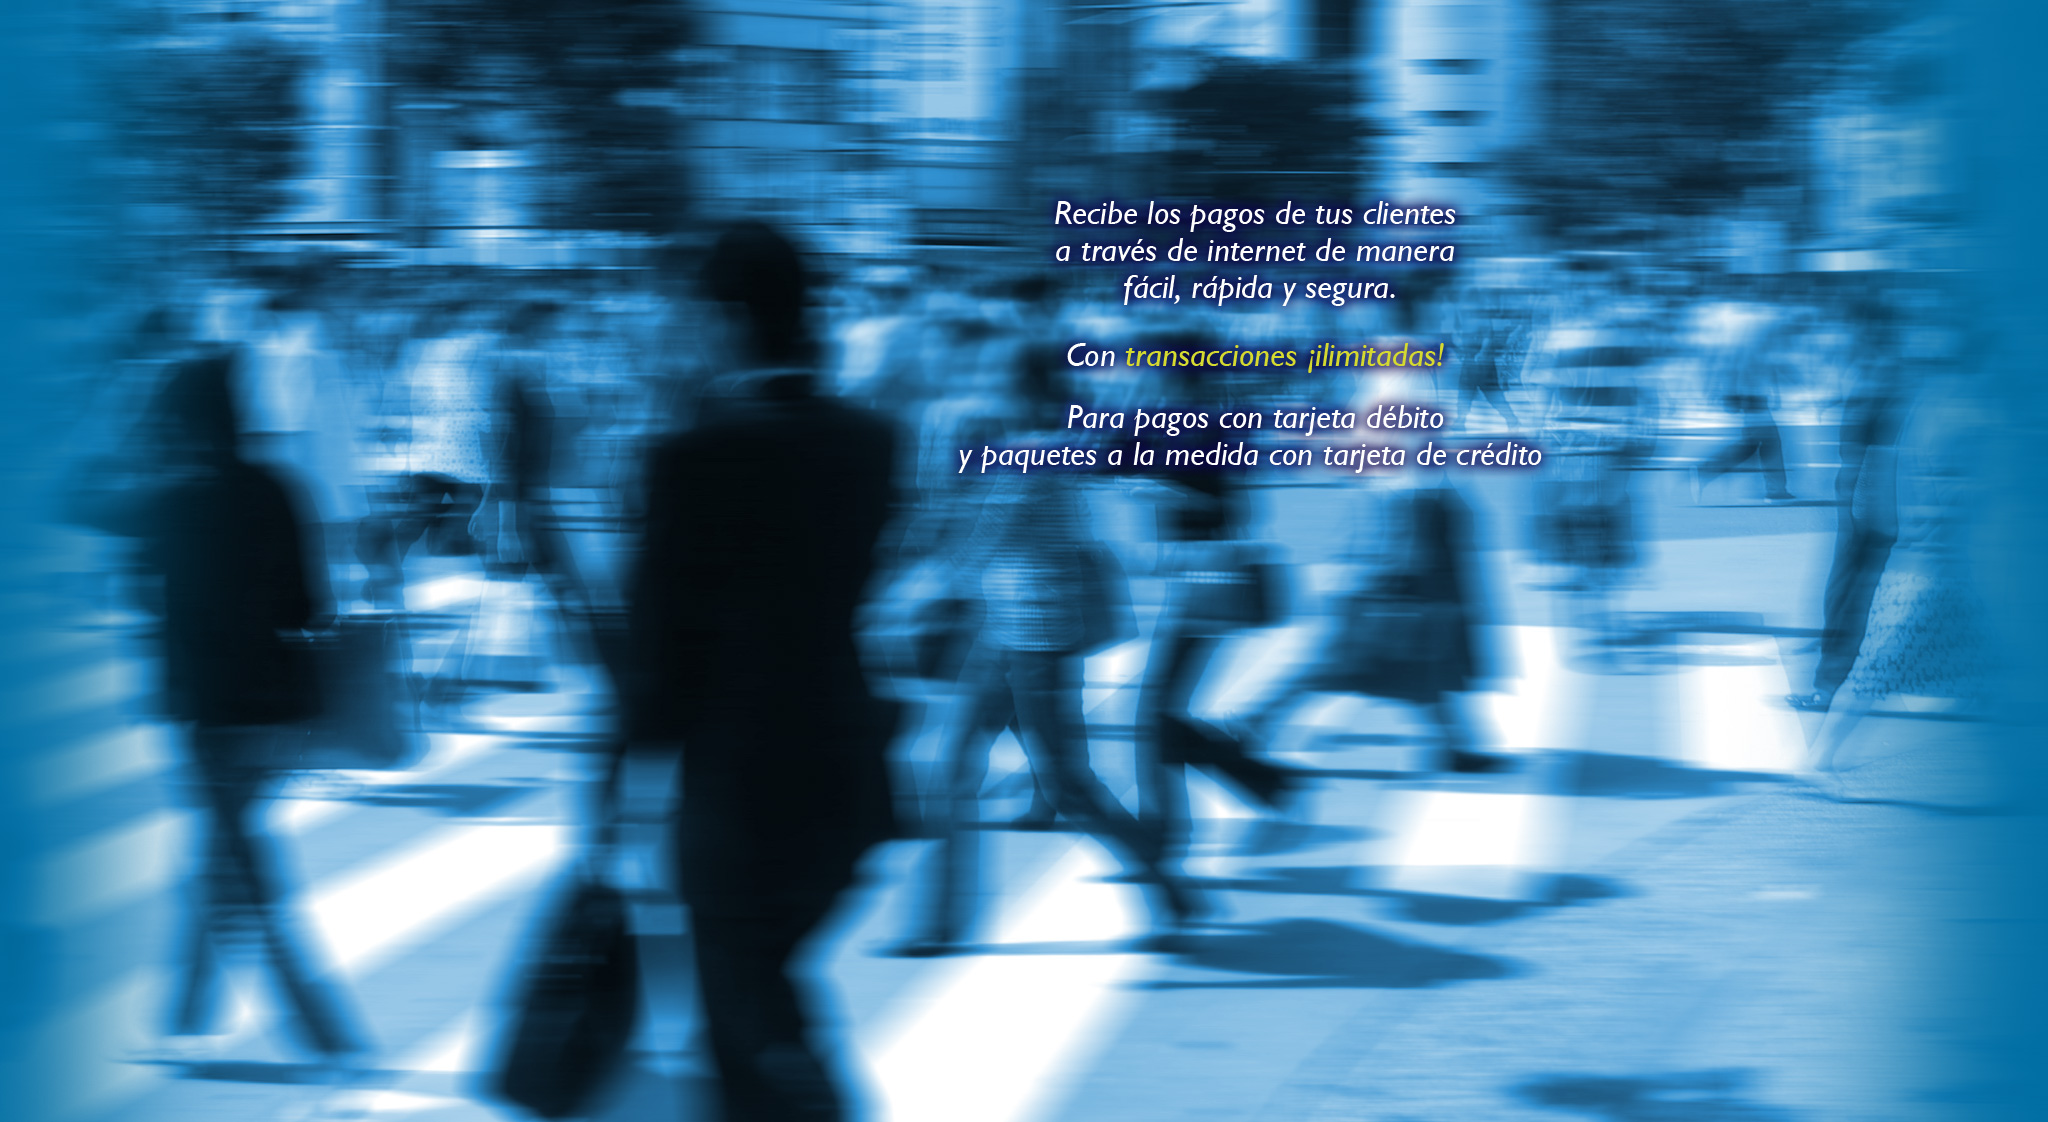 Recibe los pagos de tus clientes
a través de internet de manera
fácil, rápida y segura.
Con transacciones ¡ilimitadas!
Para pagos con tarjeta débito
y paquetes a la medida con tarjeta de crédito